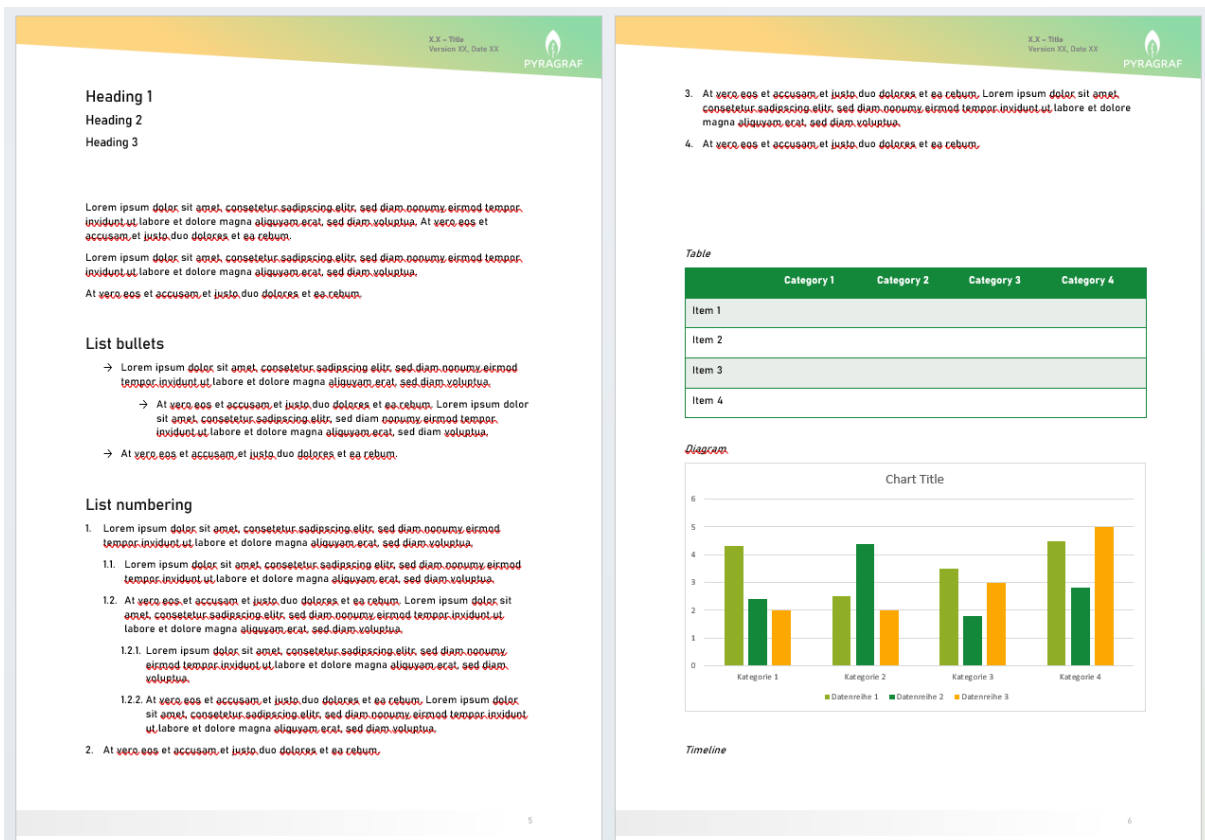 X.X – Title
Version XX, Date XX
PYRAGRAF
Heading 1
Heading 2
Heading 3
Lorem ipsum dolor sit amet, consetetur sadipscing elitr, sed diam nonumy eirmod tempor
invidunt ut labore et dolore magna aliquyam erat, sed diam voluptua. At vero eos et
accusam et justo duo dolores et ea rebum.
Lorem ipsum dolor sit amet, consetetur sadipscing elitr, sed diam nonumy eirmod tempor
invidunt ut labore et dolore magna aliquyam erat, sed diam voluptua.
At vero eos et accusam et justo duo dolores et ea rebum.
List bullets
→ Lorem ipsum dolor sit amet, consetetur sadipscing elitr, sed diam nonumy eirmod
tempor invidunt ut labore et dolore magna aliquyam erat, sed diam voluptua.
→ At vero eos et accusam et justo duo dolores et ea rebum. Lorem ipsum dolor
sit amet, consetetur sadipscing elitr, sed diam nonumy eirmod tempor
invidunt ut labore et dolore magna aliquyam erat, sed diam voluptua.
→ At vero eos et accusam et justo duo dolores et ea rebum.
List numbering
1. Lorem ipsum dolor sit amet, consetetur sadipscing elitr, sed diam nonumy eirmod
tempor invidunt ut labore et dolore magna aliquyam erat, sed diam voluptua.
1.1. Lorem ipsum dolor sit amet, consetetur sadipscing elitr, sed diam nonumy eirmod
tempor invidunt ut labore et dolore magna aliquyam erat, sed diam voluptua.
1.2. At vero eos et accusam et justo duo dolores et ea rebum. Lorem ipsum dolor sit
amet, consetetur sadipscing elitr, sed diam nonumy eirmod tempor invidunt ut
labore et dolore magna aliquyam erat, sed diam voluptua.
1.2.1. Lorem ipsum dolor sit amet, consetetur sadipscing elitr, sed diam nonumy
eirmod tempor invidunt ut labore et dolore magna aliquyam erat, sed diam
voluptua.
1.2.2. At vero eos et accusam et justo duo dolores et ea rebum. Lorem ipsum dolor
sit amet, consetetur sadipscing elitr, sed diam nonumy eirmod tempor invidunt
ut labore et dolore magna aliquyam erat, sed diam voluptua.
2. At vero eos et accusam et justo duo dolores et ea rebum.
5
X.X – Title
Version XX, Date XX
PYRAGRAF
3. At vero eos et accusam et justo duo dolores et ea rebum. Lorem ipsum dolor sit amet,
consetetur sadipscing elitr, sed diam nonumy eirmod tempor invidunt ut labore et dolore
magna aliquyam erat, sed diam voluptua.
4. At vero eos et accusam et justo duo dolores et ea rebum.
Table
Category 1 Category 2 Category 3 Category 4
Item 1
Item 2
Item 3
Item 4
Diagram
Chart Title
6
5
4
3
2
1
0
Kategorie 1 Kategorie 2 Kategorie 3 Kategorie 4
Datenreihe 1 Datenreihe 2 Datenreihe 3
Timeline
6